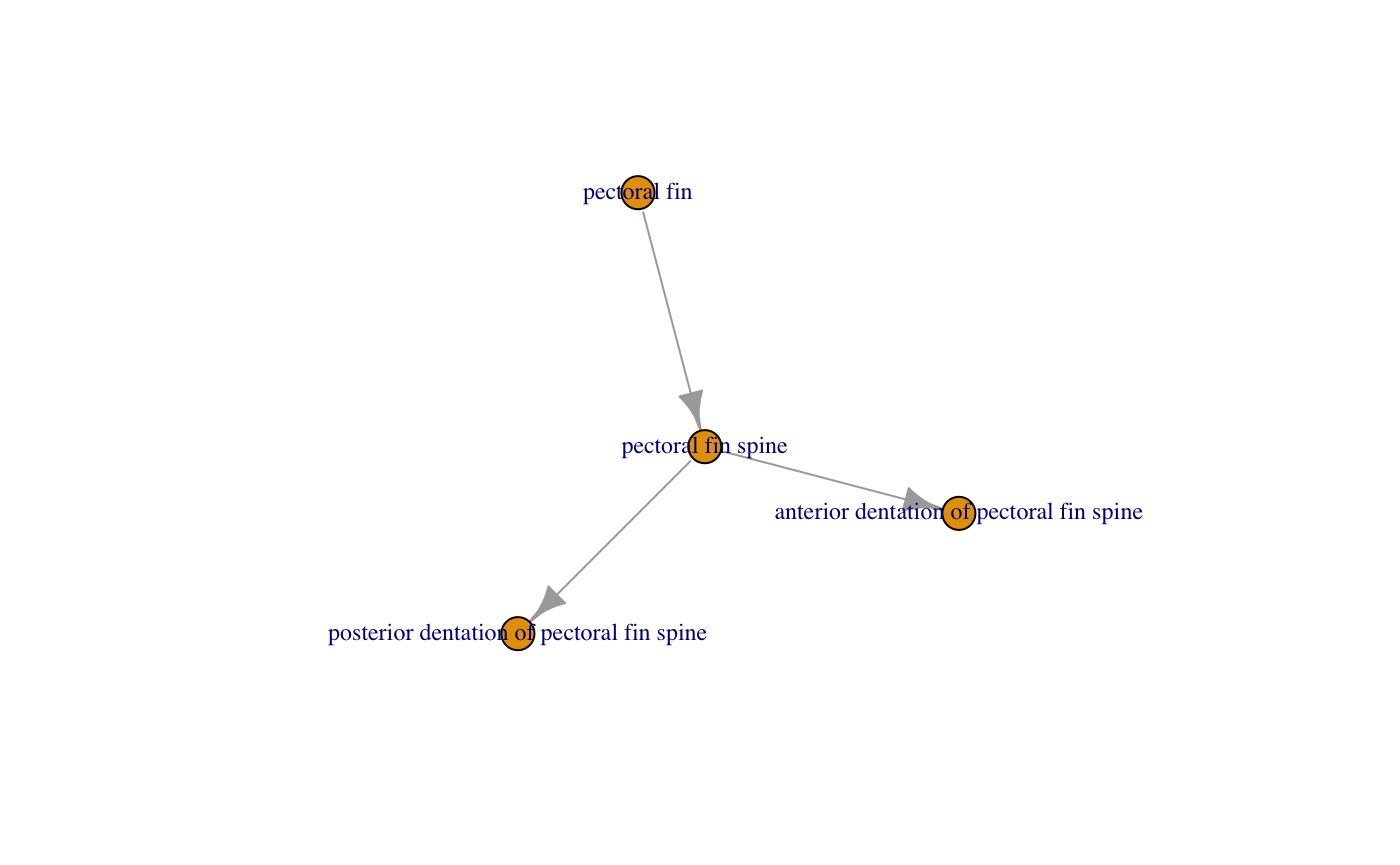 pectoral fin
pectoral fin spine
anterior dentation of pectoral fin spine
posterior dentation of pectoral fin spine